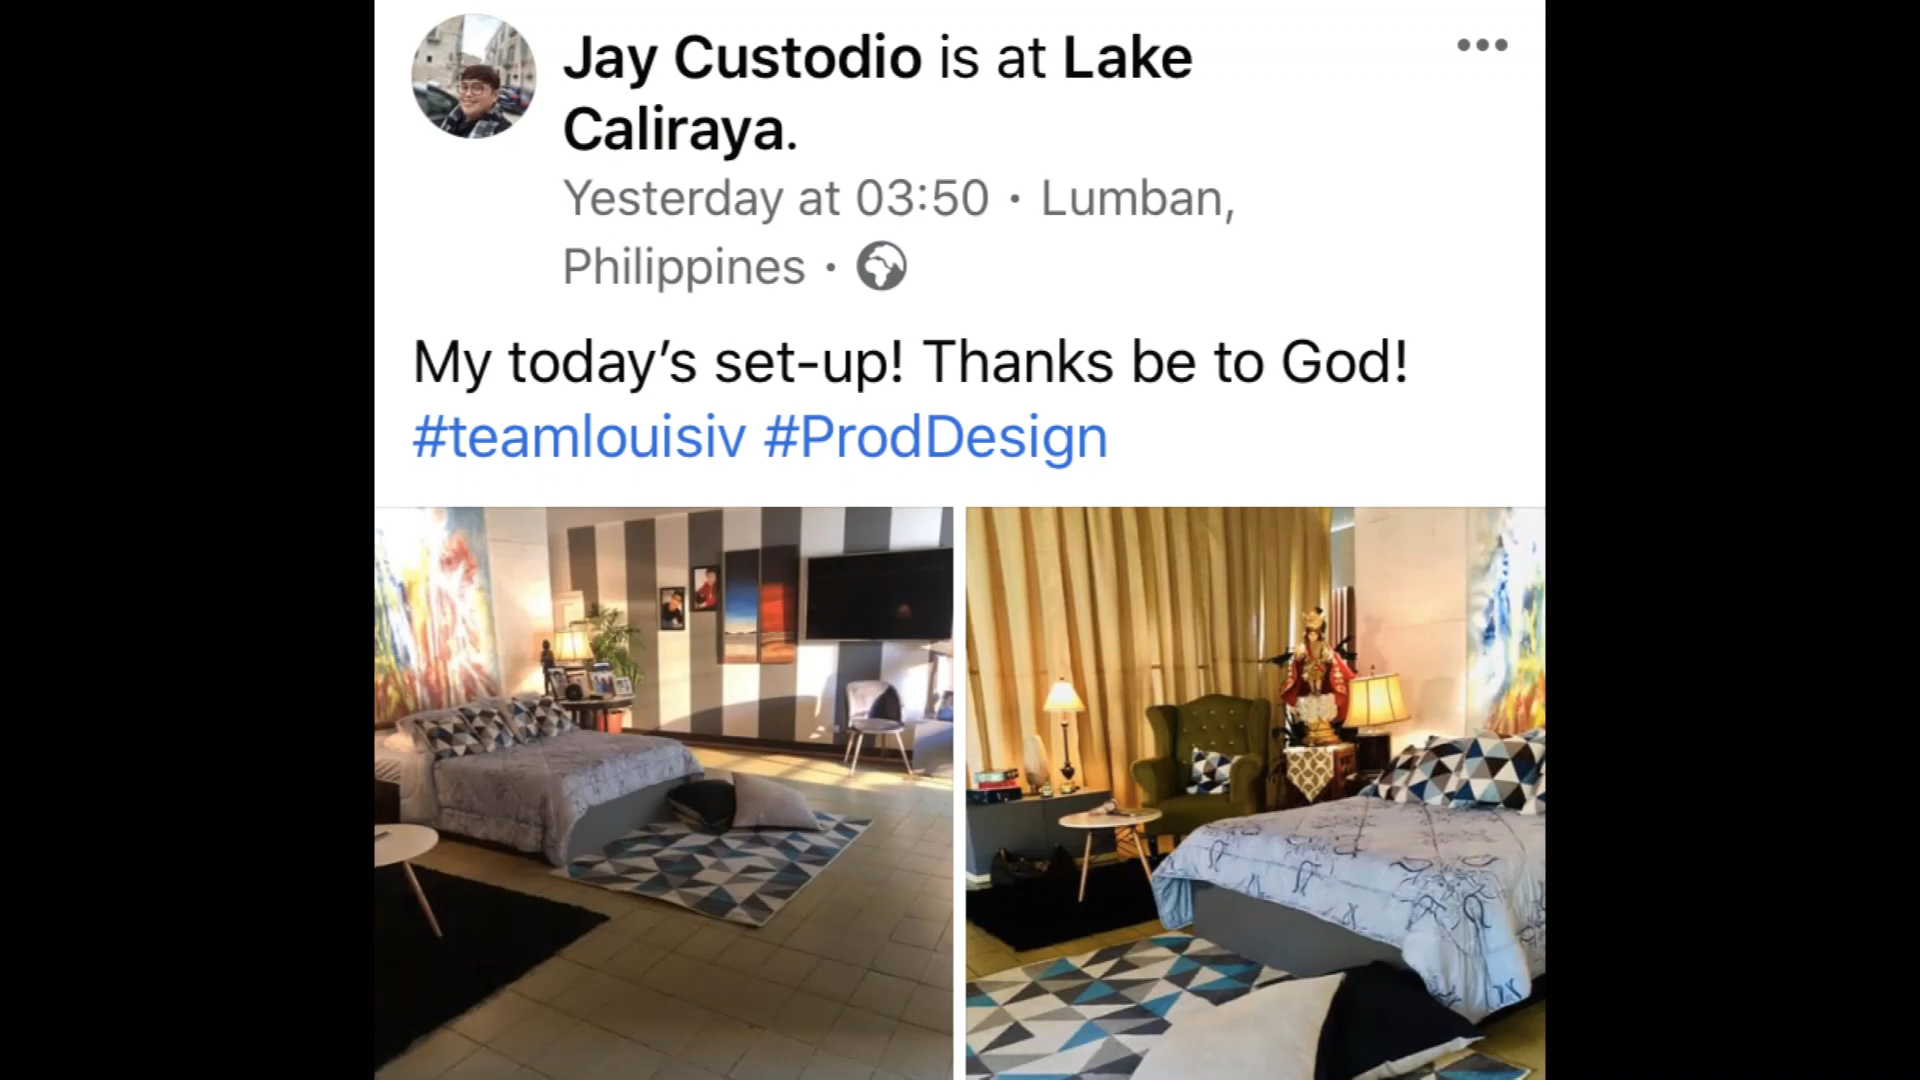 Jay Custodio is at Lake
Caliraya.
Yesterday at 03:50 · Lumban,
Philippines ·
My today’s set-up! Thanks be to God!
#teamlouisiv #ProdDesign